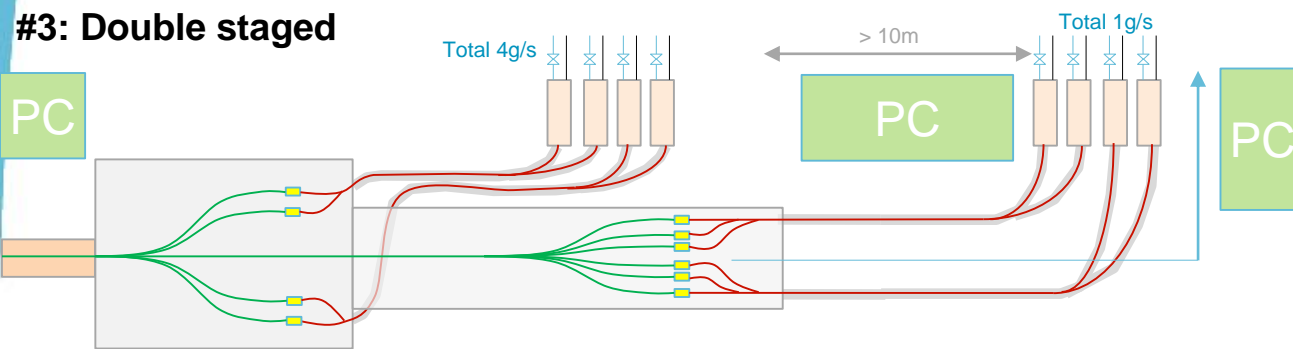 #3: Double staged
Total 4g/s
> 10m
Total 1g/s
PC
PC
PC